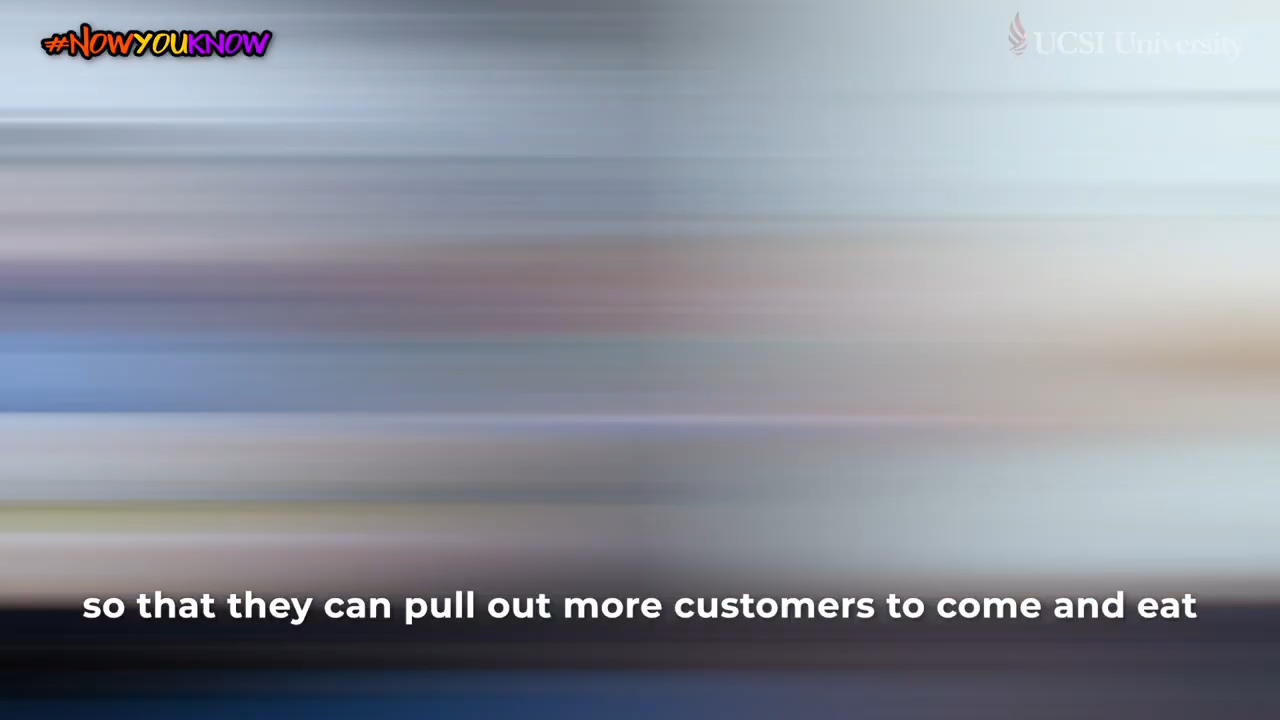 #NOWYOUKNOW
UCSI University
so that they can pull out more customers to come and eat